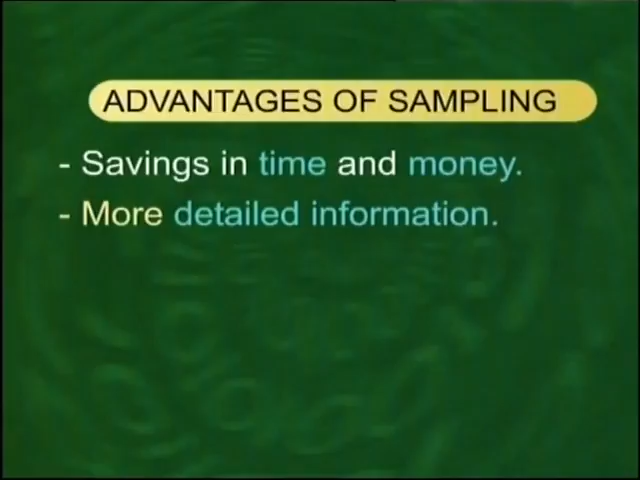 ADVANTAGES OF SAMPLING
- Savings in time and money.
- More detailed information.